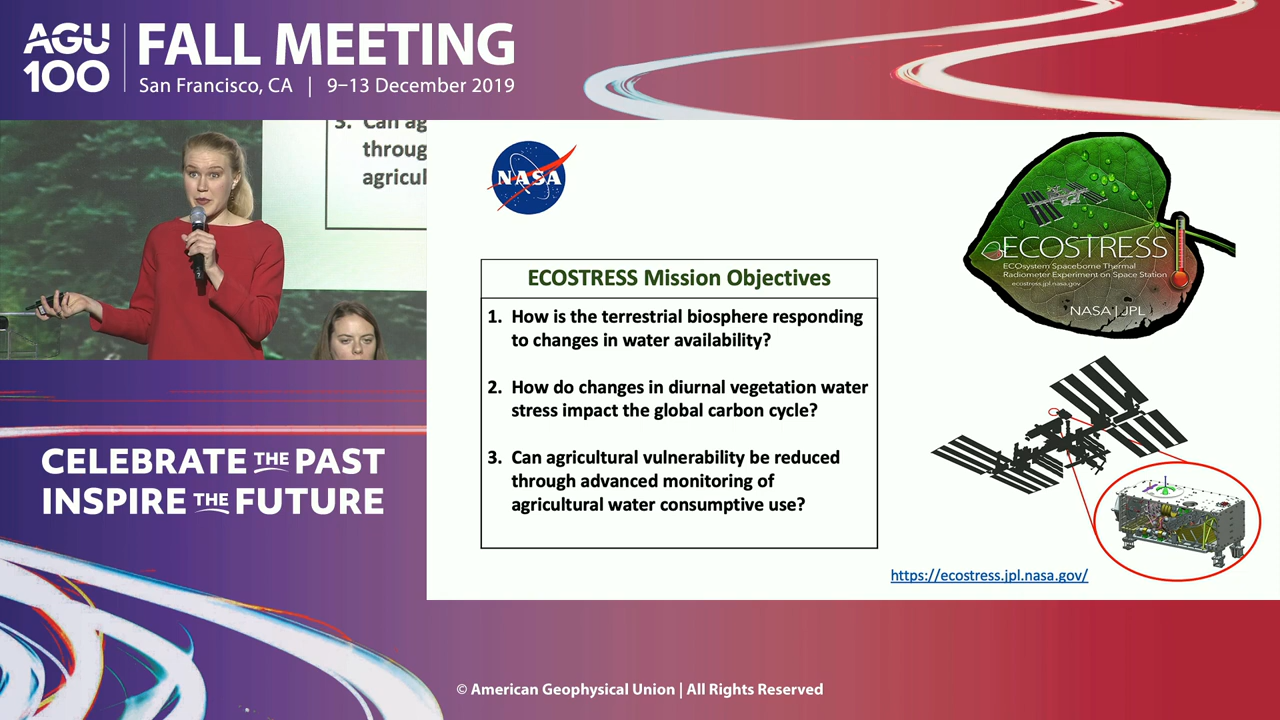 AGU
100
FALL MEETING
San Francisco, CA | 9–13 December 2019
3. Can ag
throug
agricul
NASA
ECOSTRESS
ECOsystem Spaceborne Thermal
Radiometer Experiment on Space Station
ecostress.jpl.nasa.gov
NASA | JPL
ECOSTRESS Mission Objectives
1. How is the terrestrial biosphere responding
to changes in water availability?
2. How do changes in diurnal vegetation water
stress impact the global carbon cycle?
3. Can agricultural vulnerability be reduced
through advanced monitoring of
agricultural water consumptive use?
https://ecostress.jpl.nasa.gov/
CELEBRATE THE PAST
INSPIRE THE FUTURE
© American Geophysical Union | All Rights Reserved